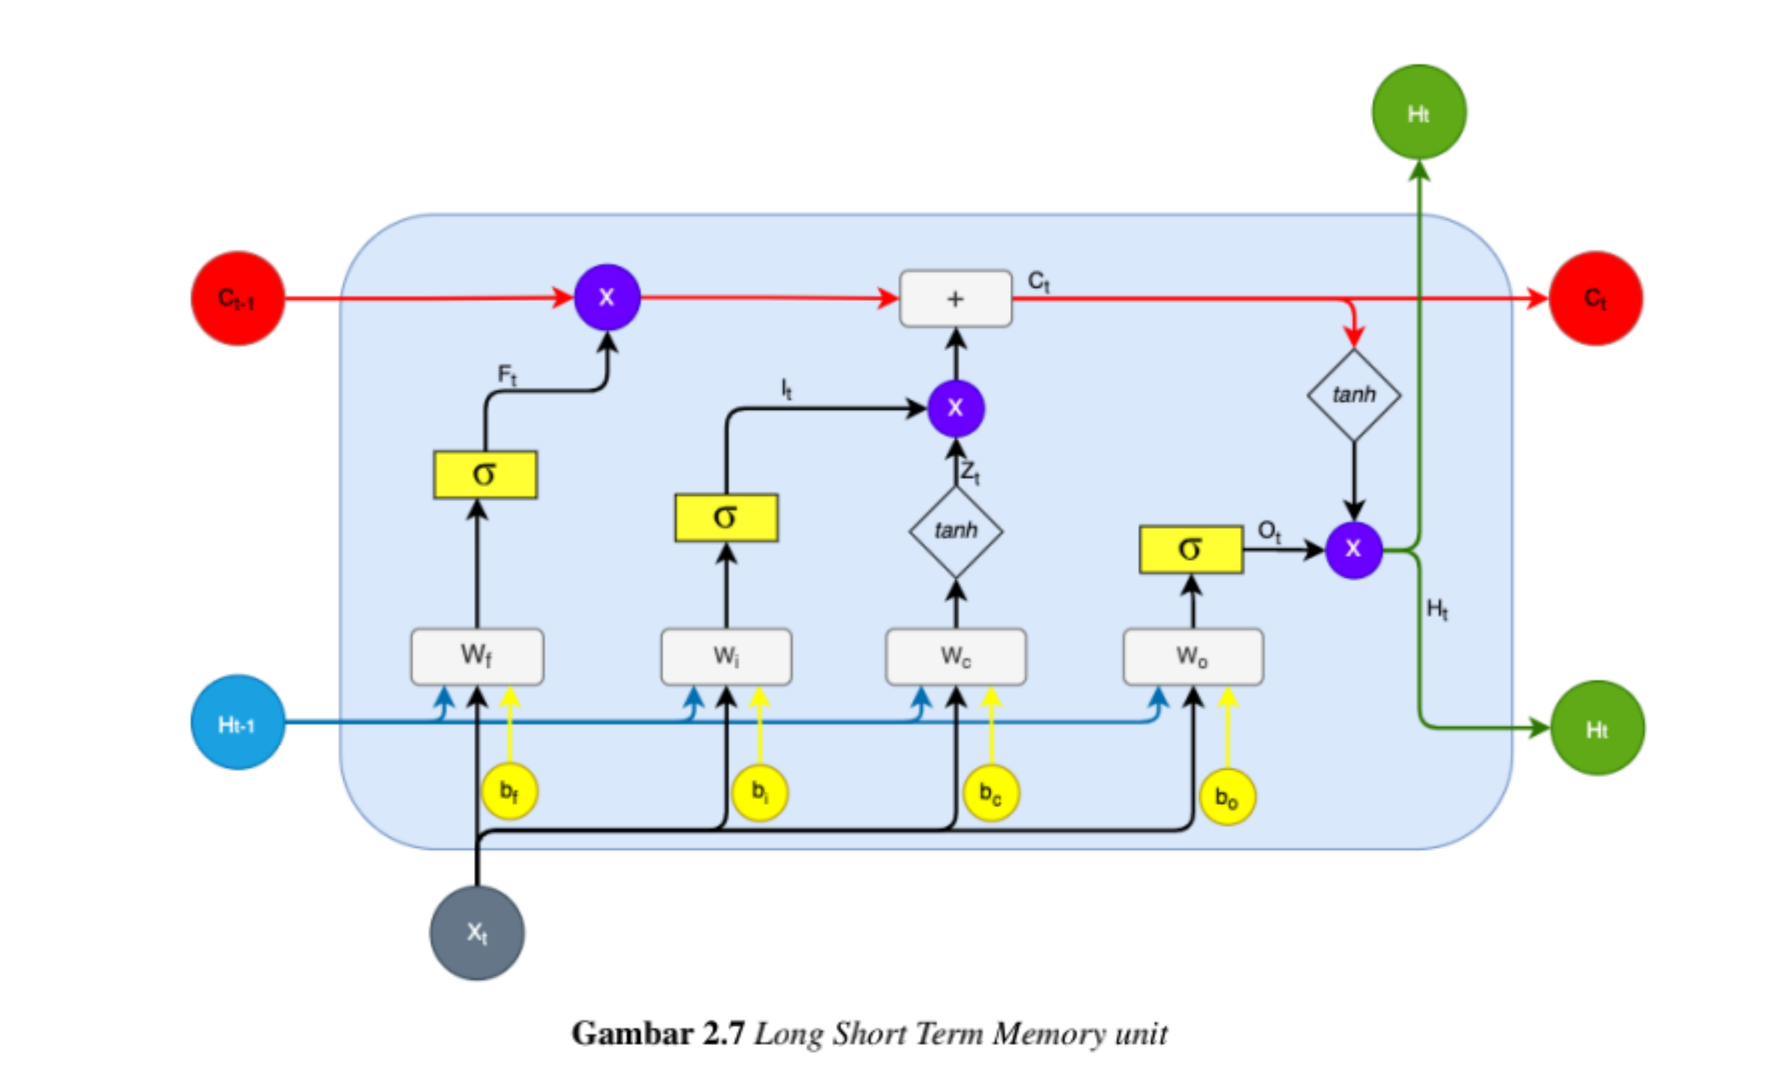 Ht
Ct-1
X
+
Ct
Ct
Ft
It
X
tanh
σ
Zt
σ
tanh
σ
Ot
X
Ht
Wf
Wi
Wc
Wo
Ht-1
Ht
bf
bi
bc
bo
Xt
Gambar 2.7 Long Short Term Memory unit